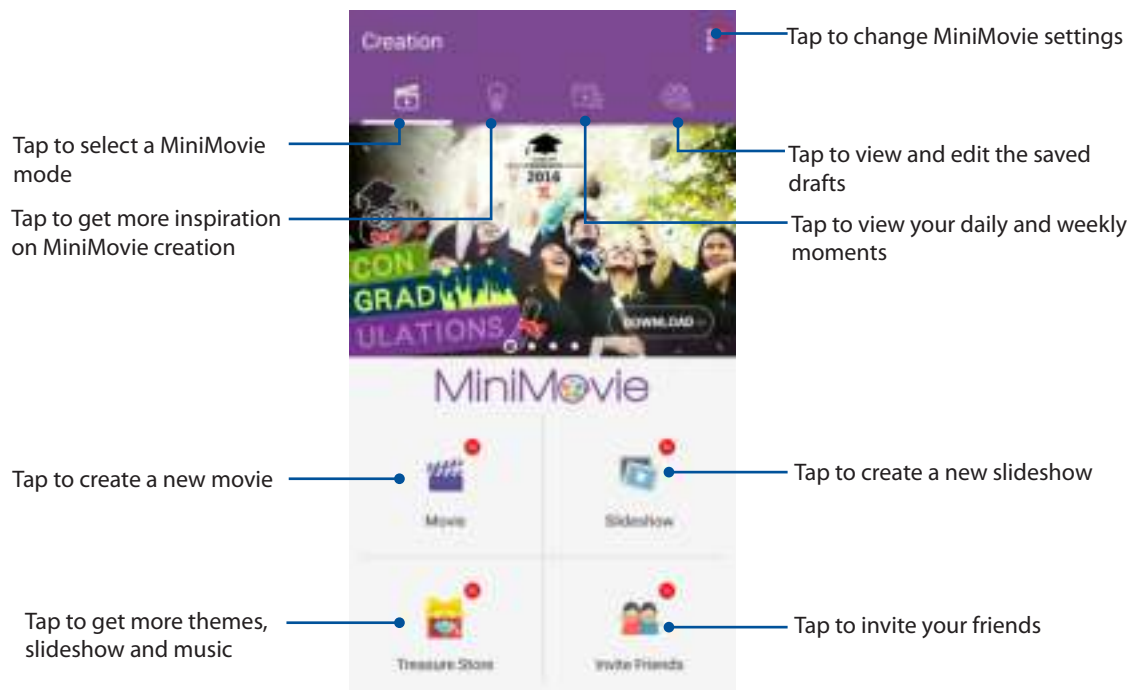 Creation
Tap to change MiniMovie settings
Tap to select a MiniMovie
mode
Tap to get more inspiration
on MiniMovie creation
Tap to view and edit the saved
drafts
Tap to view your daily and weekly
moments
2014
CON
GRAD
ULATIONS
DOWNLOAD
MiniMovie
Tap to create a new movie
Movie
Slideshow
Tap to create a new slideshow
Tap to get more themes,
slideshow and music
Treasure Store
Invite Friends
Tap to invite your friends